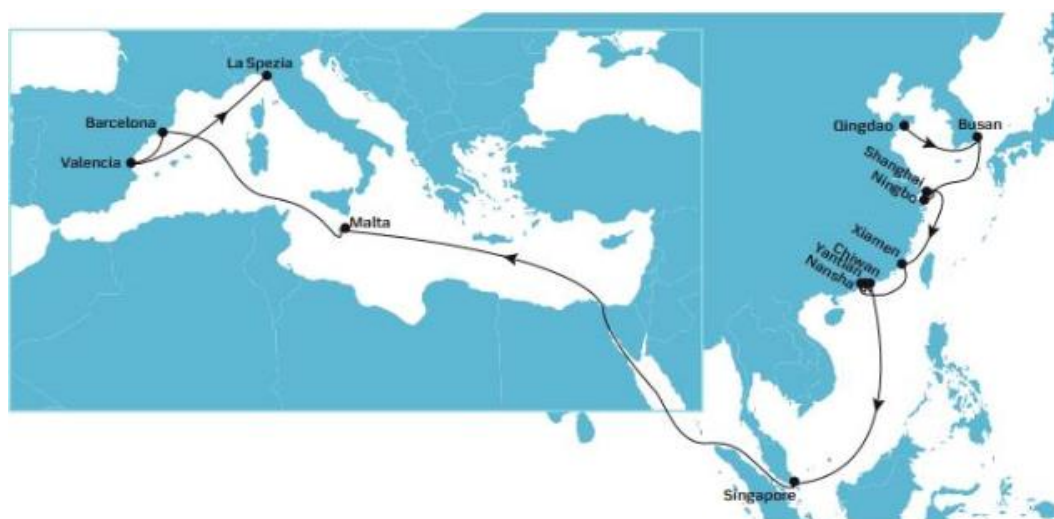 La Spezia
Barcelona
Valencia
Malta
Qingdao
Busan
Shanghai
Ningbo
Xiamen
Chiwan
Yantian
Nansha
Singapore